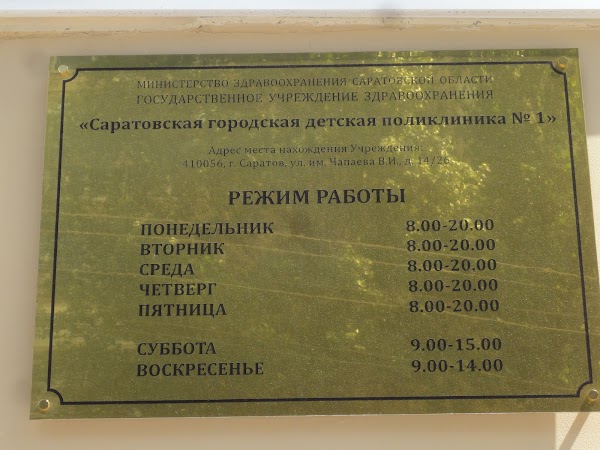 МИНИСТЕРСТВО ЗДРАВООХРАНЕНИЯ САРАТОВСКОЙ ОБЛАСТИ
ГОСУДАРСТВЕННОЕ УЧРЕЖДЕНИЕ ЗДРАВООХРАНЕНИЯ
«Саратовская городская детская поликлиника № 1»
Адрес места нахождения Учреждения:
410056, г. Саратов, ул. им. Чапаева В.И., д. 14/26
РЕЖИМ РАБОТЫ
ПОНЕДЕЛЬНИК 8.00-20.00
ВТОРНИК 8.00-20.00
СРЕДА 8.00-20.00
ЧЕТВЕРГ 8.00-20.00
ПЯТНИЦА 8.00-20.00
СУББОТА 9.00-15.00
ВОСКРЕСЕНЬЕ 9.00-14.00